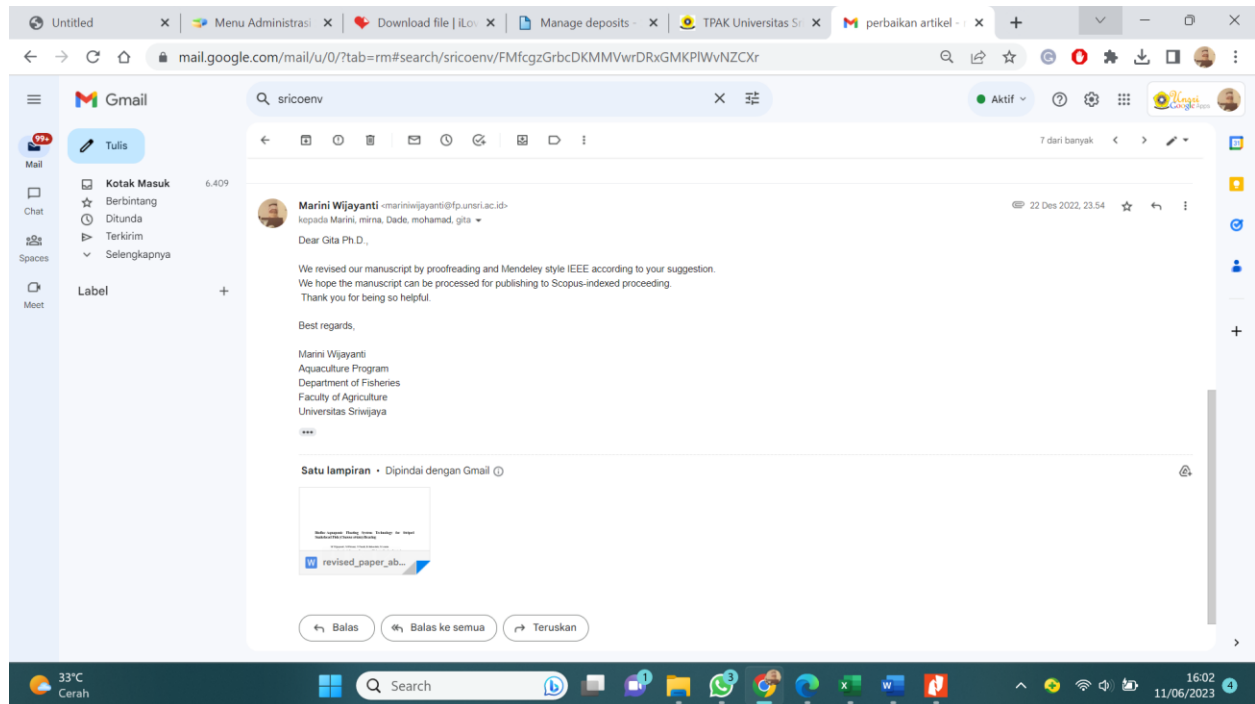 Untitled
Menu Administrasi
Download file | iLov
Manage deposits -
TPAK Universitas Sr
perbaikan artikel -
mail.google.com/mail/u/0/?tab=rm#search/sricoenv/FMfcgzGrbcDKMMVwrDRxGMKPlWvNZCXr
Gmail
sricoenv
Aktif
99+
Mail
Chat
Spaces
Meet
Tulis
Kotak Masuk 6.409
Berbintang
Ditunda
Terkirim
Selengkapnya
Label
7 dari banyak
Marini Wijayanti <mariniwijayanti@fp.unsri.ac.id>
22 Des 2022, 23.54
kepada Marini, mirna, Dade, mohamad, gita
Dear Gita Ph.D.,
We revised our manuscript by proofreading and Mendeley style IEEE according to your suggestion.
We hope the manuscript can be processed for publishing to Scopus-indexed proceeding.
Thank you for being so helpful.
Best regards,
Marini Wijayanti
Aquaculture Program
Department of Fisheries
Faculty of Agriculture
Universitas Sriwijaya
Satu lampiran • Dipindai dengan Gmail
W revised_paper_ab...
Balas
Balas ke semua
Teruskan
33°C
Cerah
Search
1
3
16:02
11/06/2023
4